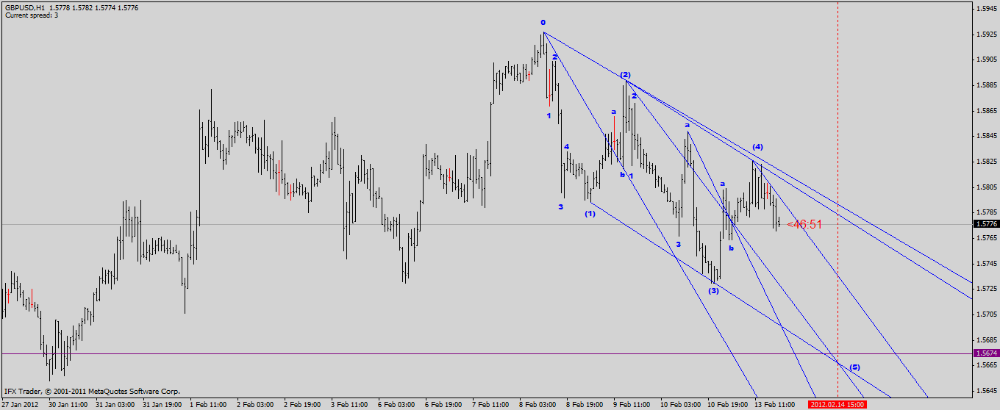 GBPUSD,H1 1.5778 1.5782 1.5774 1.5776
Current spread: 3
0
2
1
(2)
2
a
4
b
1
3
(1)
a
(4)
a
3
b
(3)
<46:51
(5)
1.5945
1.5925
1.5905
1.5885
1.5865
1.5845
1.5825
1.5805
1.5785
1.5776
1.5765
1.5745
1.5725
1.5705
1.5685
1.5674
1.5665
1.5645
IFX Trader, © 2001-2011 MetaQuotes Software Corp.
27 Jan 2012
30 Jan 11:00
31 Jan 03:00
31 Jan 19:00
1 Feb 11:00
2 Feb 03:00
2 Feb 19:00
3 Feb 11:00
6 Feb 03:00
6 Feb 19:00
7 Feb 11:00
8 Feb 03:00
8 Feb 19:00
9 Feb 11:00
10 Feb 03:00
10 Feb 19:00
13 Feb 11:00
2012.02.14 15:00